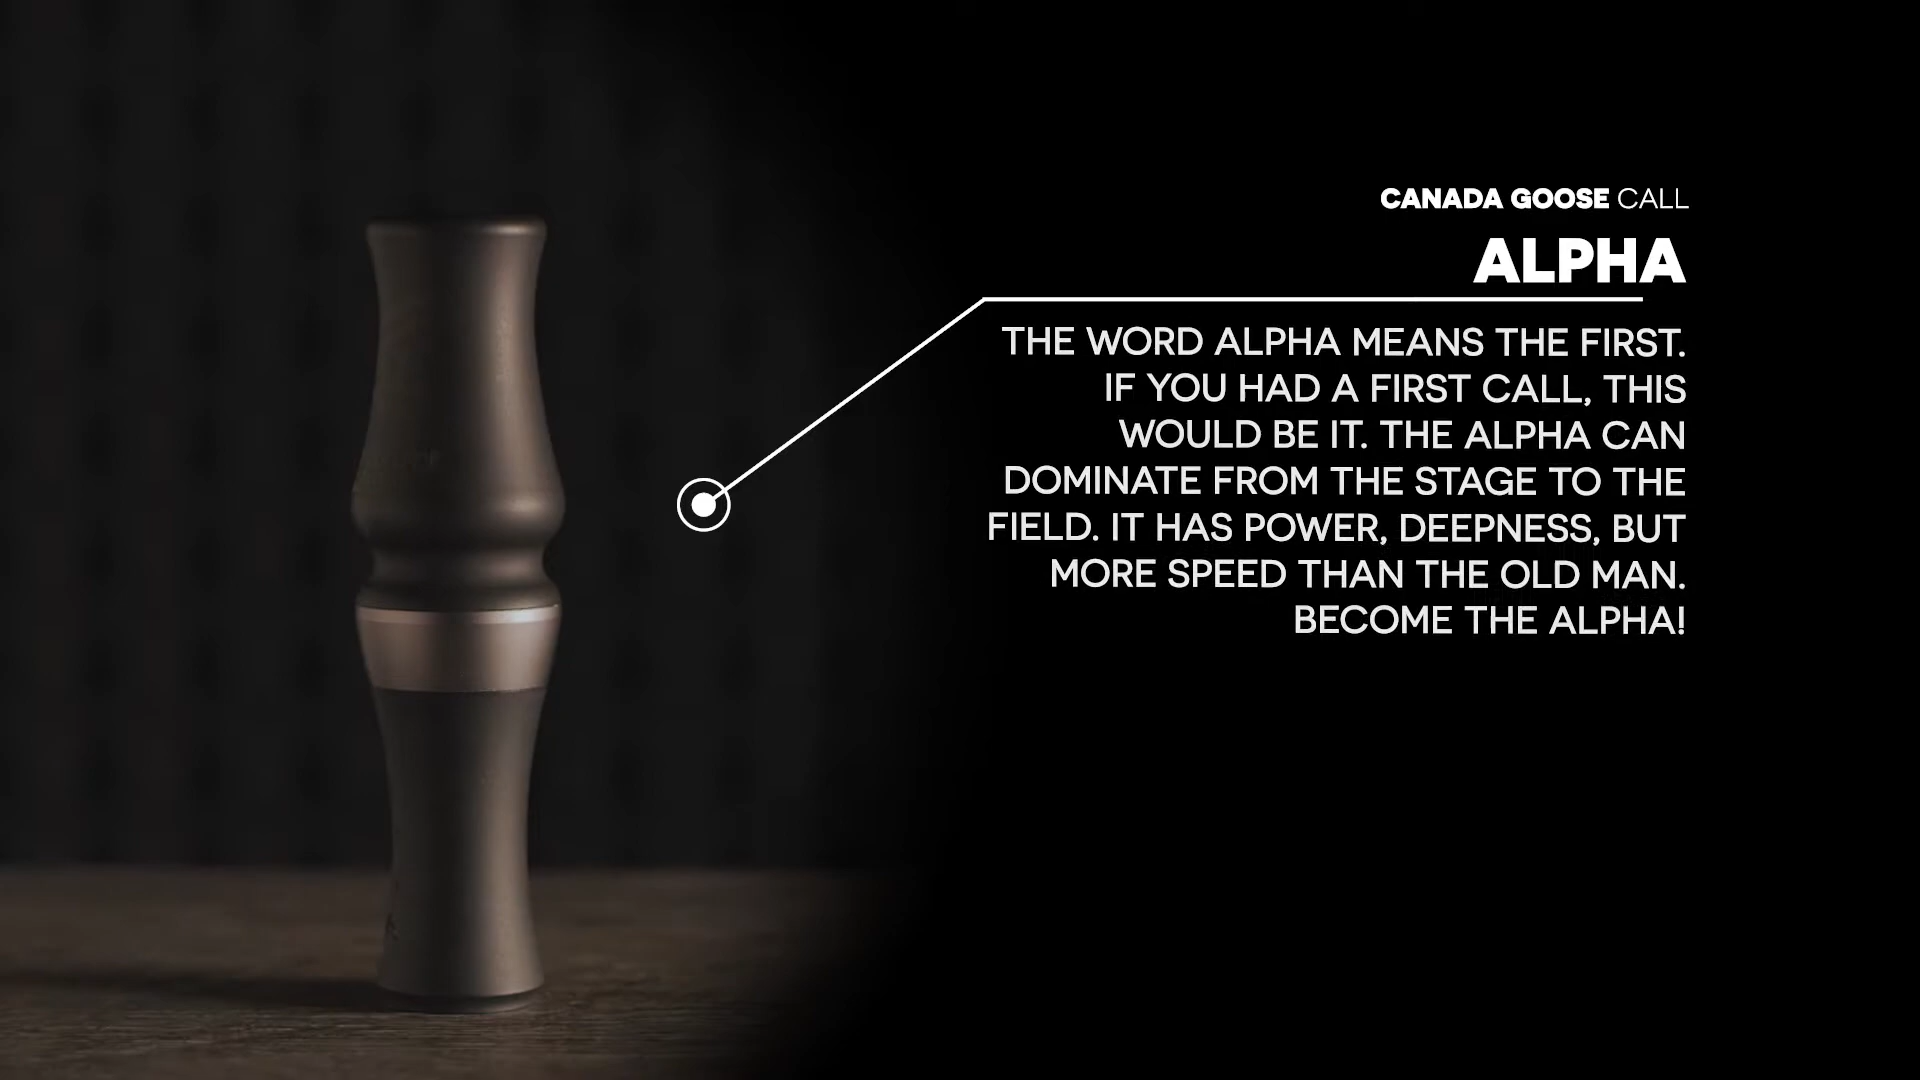 CANADA GOOSE CALL
ALPHA
THE WORD ALPHA MEANS THE FIRST.
IF YOU HAD A FIRST CALL, THIS
WOULD BE IT. THE ALPHA CAN
DOMINATE FROM THE STAGE TO THE
FIELD. IT HAS POWER, DEEPNESS, BUT
MORE SPEED THAN THE OLD MAN.
BECOME THE ALPHA!